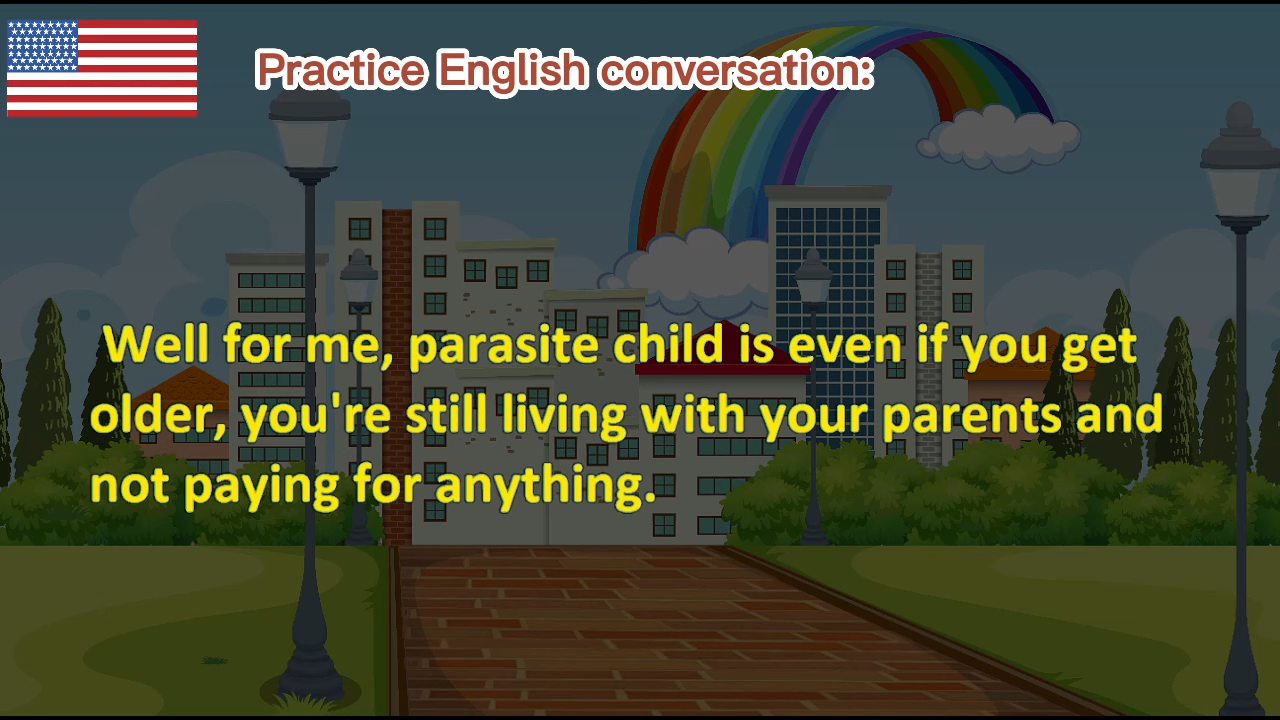 Practice English conversation:
Well for me, parasite child is even if you get
older, you're still living with your parents and
not paying for anything.